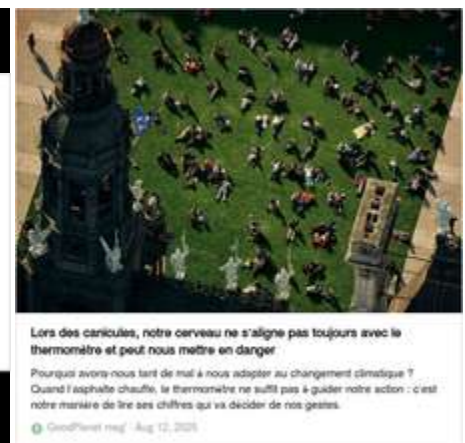 Lors des canicules, notre cerveau ne s'aligne pas toujours avec le
thermomètre et peut nous mettre en danger
Pourquoi avons-nous tant de mal à nous adapter au changement climatique ?
Quand l'asphalte chauffe, le thermomètre ne suffit pas à guider notre action : c'est
notre manière de lire ses chiffres qui va décider de nos gestes.
GoodPlanet mag' · Aug 12, 2025